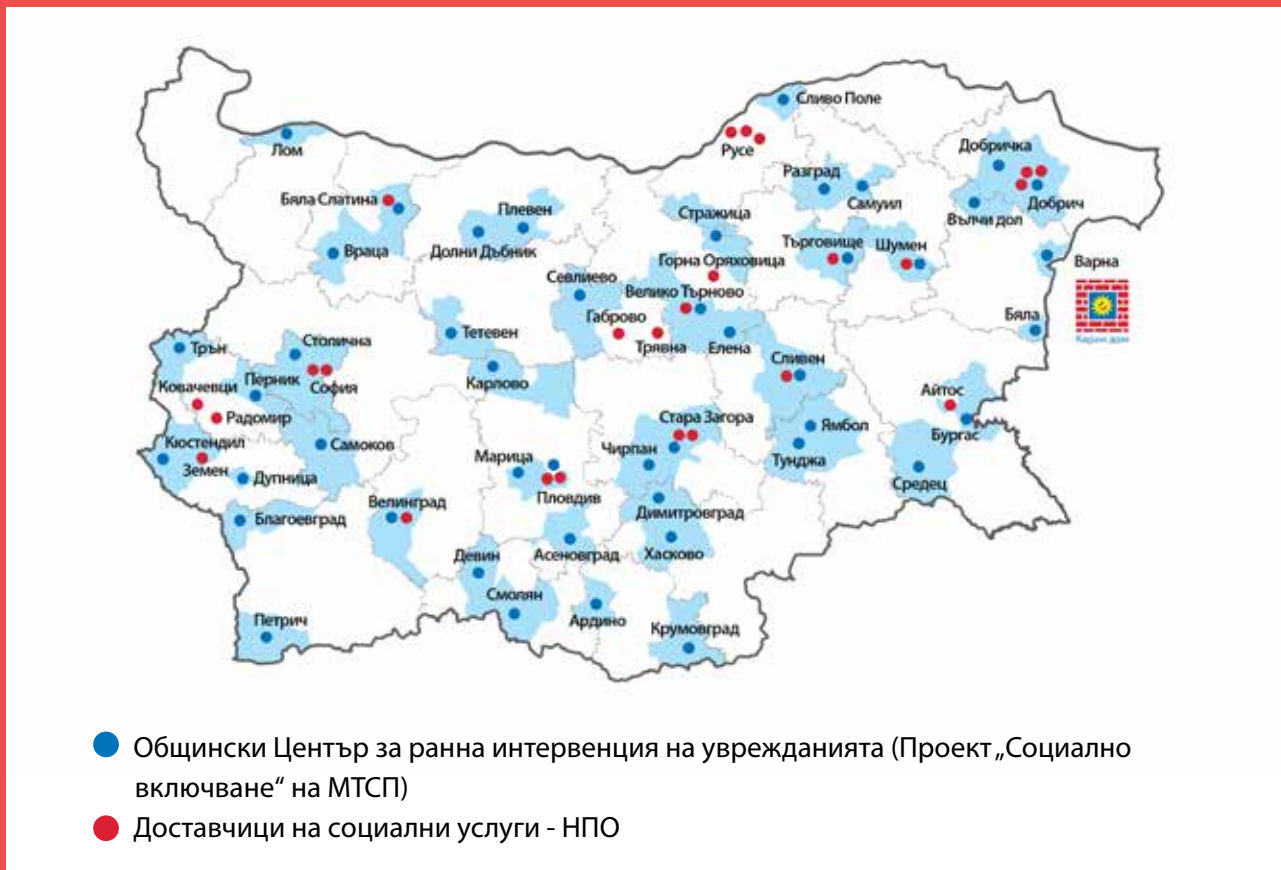 Сливо Поле
Русе
Лом
Добричка
Разград
Самуил
Добрич
Вълчи дол
Бяла Слатина
Плевен
Стражица
Враца
Долни Дъбник
Търговище
Шумен
Горна Оряховица
Варна
Севлиево
Велико Търново
Карин дом
Габрово
Бяла
Тетевен
Трявна
Елена
Столична
Трън
Сливен
Ковачевци
Перник
София
Карлово
Айтос
Радомир
Стара Загора
Ямбол
Бургас
Кюстендил
Самоков
Чирпан
Марица
Тунджа
Земен
Дупница
Средец
Пловдив
Велинград
Димитровград
Благоевград
Девин
Асеновград
Хасково
Смолян
Петрич
Ардино
Крумовград
Общински Център за ранна интервенция на уврежданията (Проект „Социално
включване“ на МТСП)
Доставчици на социални услуги - НПО